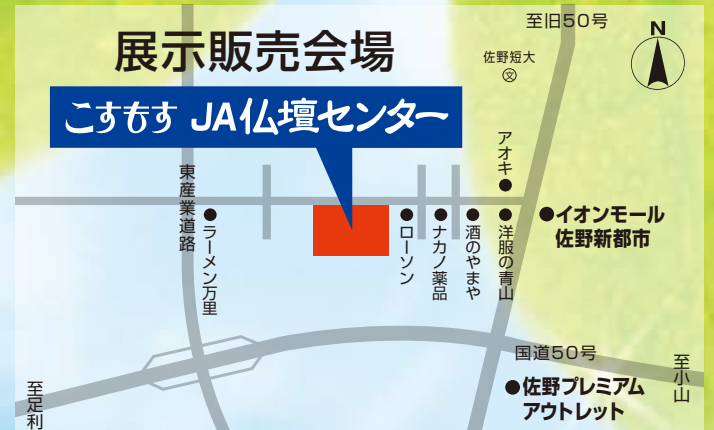 至旧50号
展示販売会場
佐野短大
文
N
こすもす JA仏壇センター
アオキ
東産業道路
ラーメン万里
ローソン
ナカノ薬品
酒のやまや
洋服の青山
イオンモール
佐野新都市
国道50号
至小山
佐野プレミアム
アウトレット
至足利